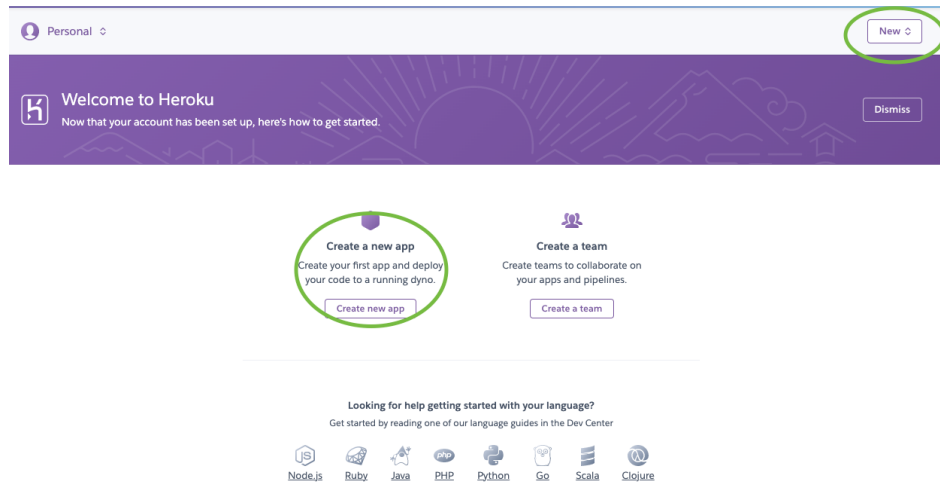 Personal
New
Welcome to Heroku
Now that your account has been set up, here's how to get started.
Dismiss
Create a new app
Create your first app and deploy
your code to a running dyno.
Create new app
Create a team
Create teams to collaborate on
your apps and pipelines.
Create a team
Looking for help getting started with your language?
Get started by reading one of our language guides in the Dev Center
JS
php
Node.js Ruby Java PHP Python Go Scala Clojure